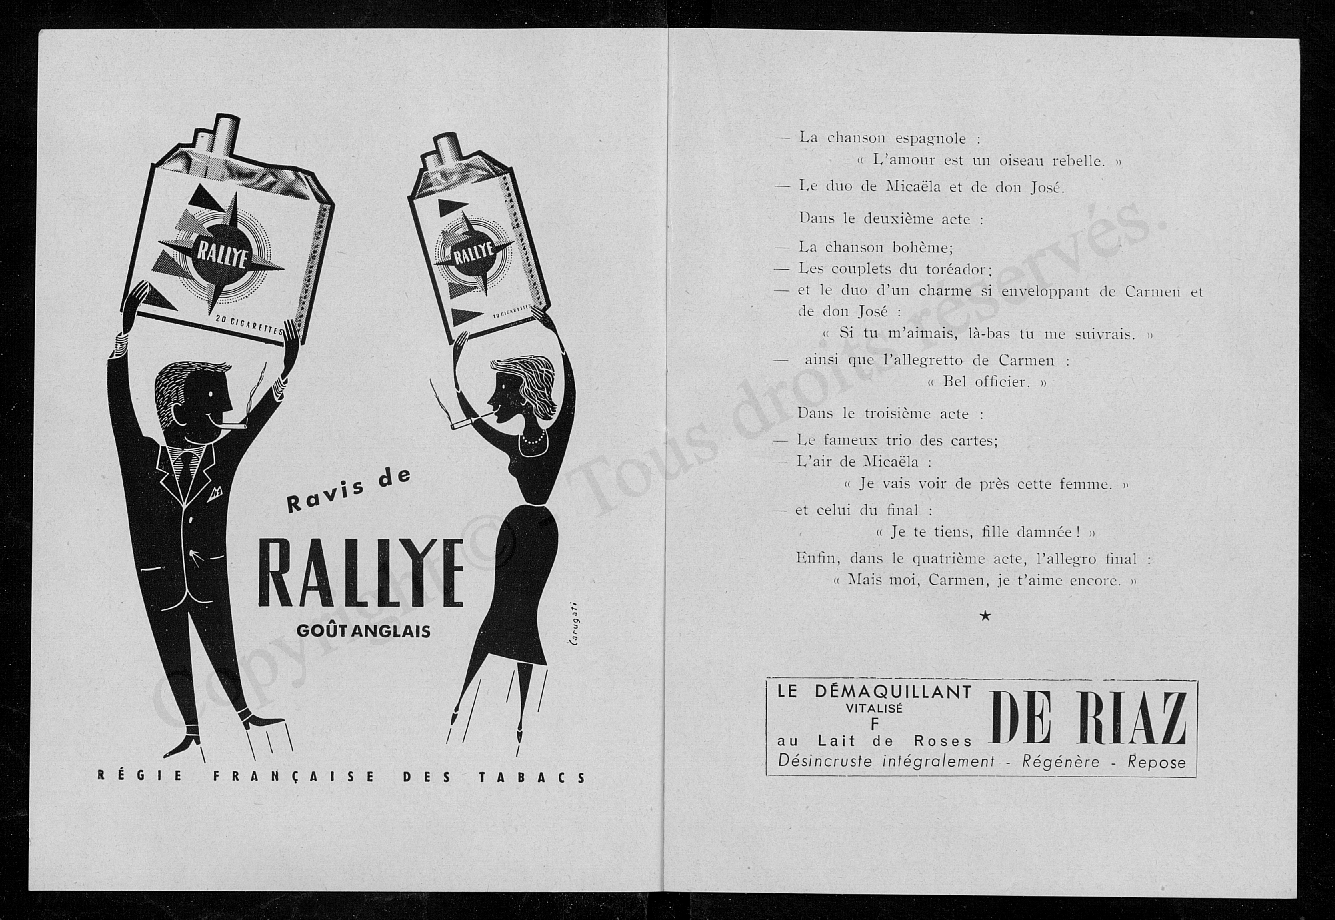 RALLYE
20 CIGARETTES
RALLYE
Ravis de
RALLYE
GOÛT ANGLAIS
Carugati
RÉGIE FRANÇAISE DES TABACS
— La chanson espagnole :
« L'amour est un oiseau rebelle. »
— Le duo de Micaëla et de don José.
Dans le deuxième acte :
— La chanson bohème;
— Les couplets du toréador;
— et le duo d'un charme si enveloppant de Carmen et
de don José :
« Si tu m'aimais, là-bas tu me suivrais. »
— ainsi que l'allegretto de Carmen :
« Bel officier. »
Dans le troisième acte :
— Le fameux trio des cartes;
— L'air de Micaëla :
« Je vais voir de près cette femme. »
— et celui du final :
« Je te tiens, fille damnée ! »
Enfin, dans le quatrième acte, l'allegro final :
« Mais moi, Carmen, je t'aime encore. »
★
LE DÉMAQUILLANT
VITALISÉ
F
au Lait de Roses
DE RIAZ
Désincruste intégralement - Régénère - Repose
Copyright © - Tous droits réservés.